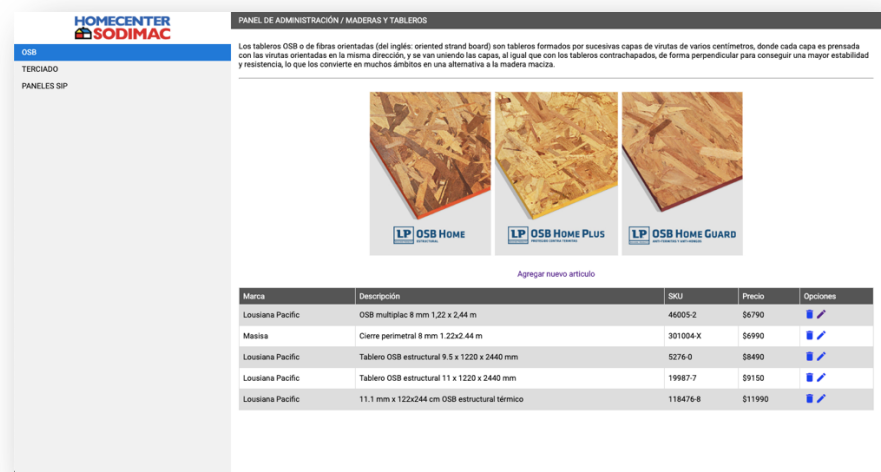 HOMECENTER
SODIMAC
OSB
TERCIADO
PANELES SIP
PANEL DE ADMINISTRACIÓN / MADERAS Y TABLEROS
Los tableros OSB o de fibras orientadas (del inglés: oriented strand board) son tableros formados por sucesivas capas de virutas de varios centímetros, donde cada capa es prensada
con las virutas orientadas en la misma dirección, y se van uniendo las capas, al igual que con los tableros contrachapados, de forma perpendicular para conseguir una mayor estabilidad
y resistencia, lo que los convierte en muchos ámbitos en una alternativa a la madera maciza.
LP OSB HOME
ESTRUCTURAL
LP OSB HOME PLUS
LP OSB HOME GUARD
Agregar nuevo articulo
Marca Descripción SKU Precio Opciones
Lousiana Pacific OSB multiplac 8 mm 1,22 x 2,44 m 46005-2 $6790
Masisa Cierre perimetral 8 mm 1.22x2.44 m 301004-X $6990
Lousiana Pacific Tablero OSB estructural 9.5 x 1220 x 2440 mm 5276-0 $8490
Lousiana Pacific Tablero OSB estructural 11 x 1220 x 2440 mm 19987-7 $9150
Lousiana Pacific 11.1 mm x 122x244 cm OSB estructural térmico 118476-8 $11990